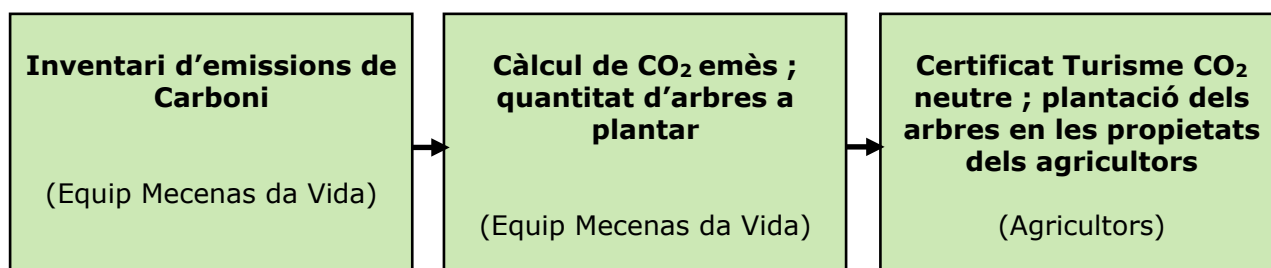 Inventari d’emissions de
Carboni
(Equip Mecenas da Vida)
Càlcul de CO₂ emès ;
quantitat d’arbres a
plantar
(Equip Mecenas da Vida)
Certificat Turisme CO₂
neutre ; plantació dels
arbres en les propietats
dels agricultors
(Agricultors)